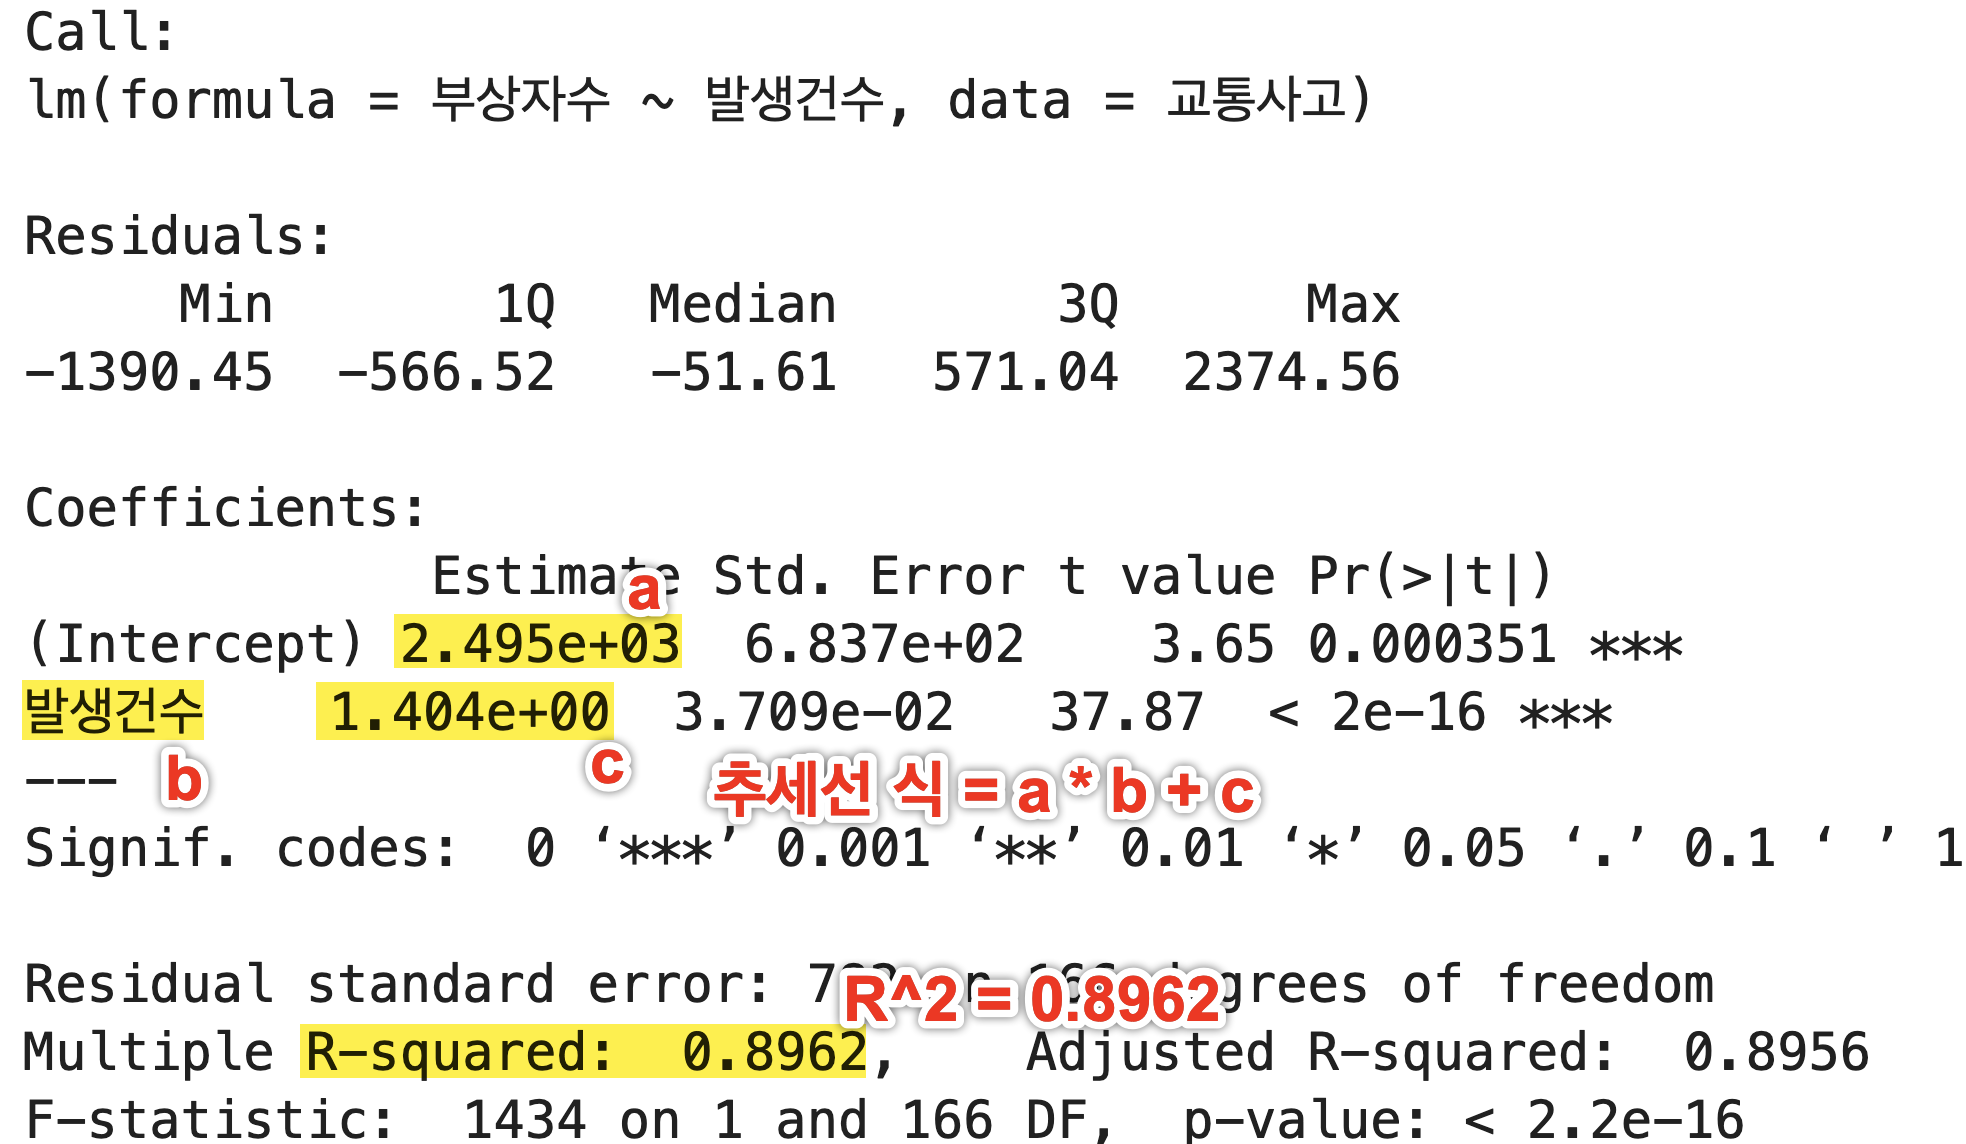 Call:
lm(formula = 부상자수 ~ 발생건수, data = 교통사고)
Residuals:
Min 1Q Median 3Q Max
-1390.45 -566.52 -51.61 571.04 2374.56
Coefficients:
Estimate Std. Error t value Pr(>|t|)
a
(Intercept) 2.495e+03 6.837e+02 3.65 0.000351 ***
발생건수 1.404e+00 3.709e-02 37.87 < 2e-16 ***
--- b c 추세선 식 = a * b + c
Signif. codes: 0 ‘***’ 0.001 ‘**’ 0.01 ‘*’ 0.05 ‘.’ 0.1 ‘ ’ 1
Residual standard error: degrees of freedom
R^2 = 0.8962
Multiple R-squared: 0.8962, Adjusted R-squared: 0.8956
F-statistic: 1434 on 1 and 166 DF, p-value: < 2.2e-16